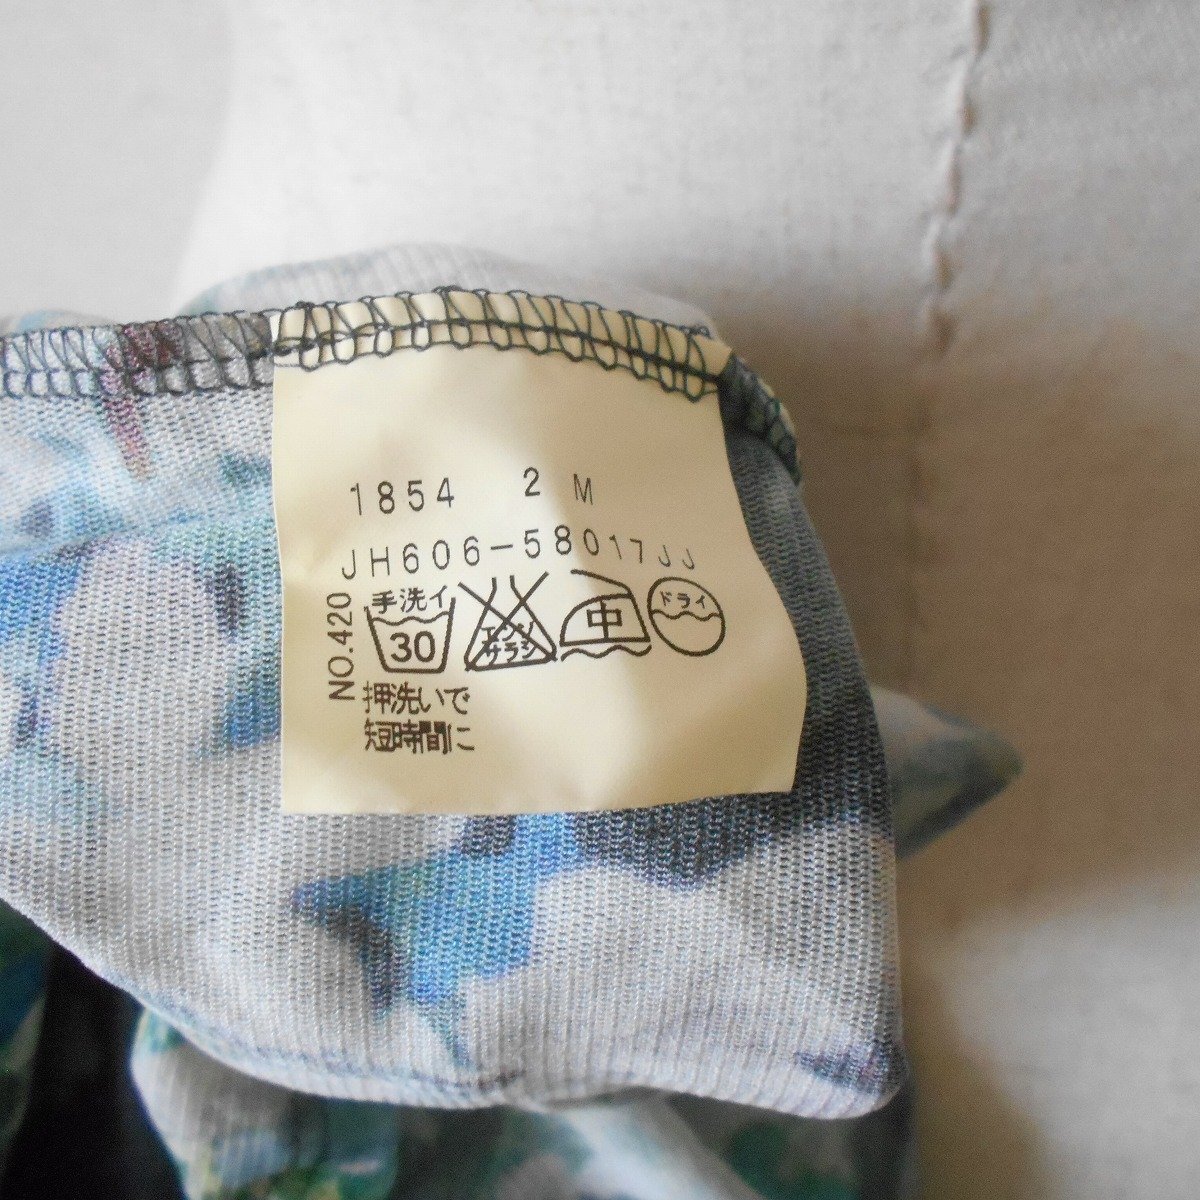 1854 2 M
JH606-58017JJ
NO.420
手洗イ
30
エンソ
サラシ
中
ドライ
押洗いで
短時間に